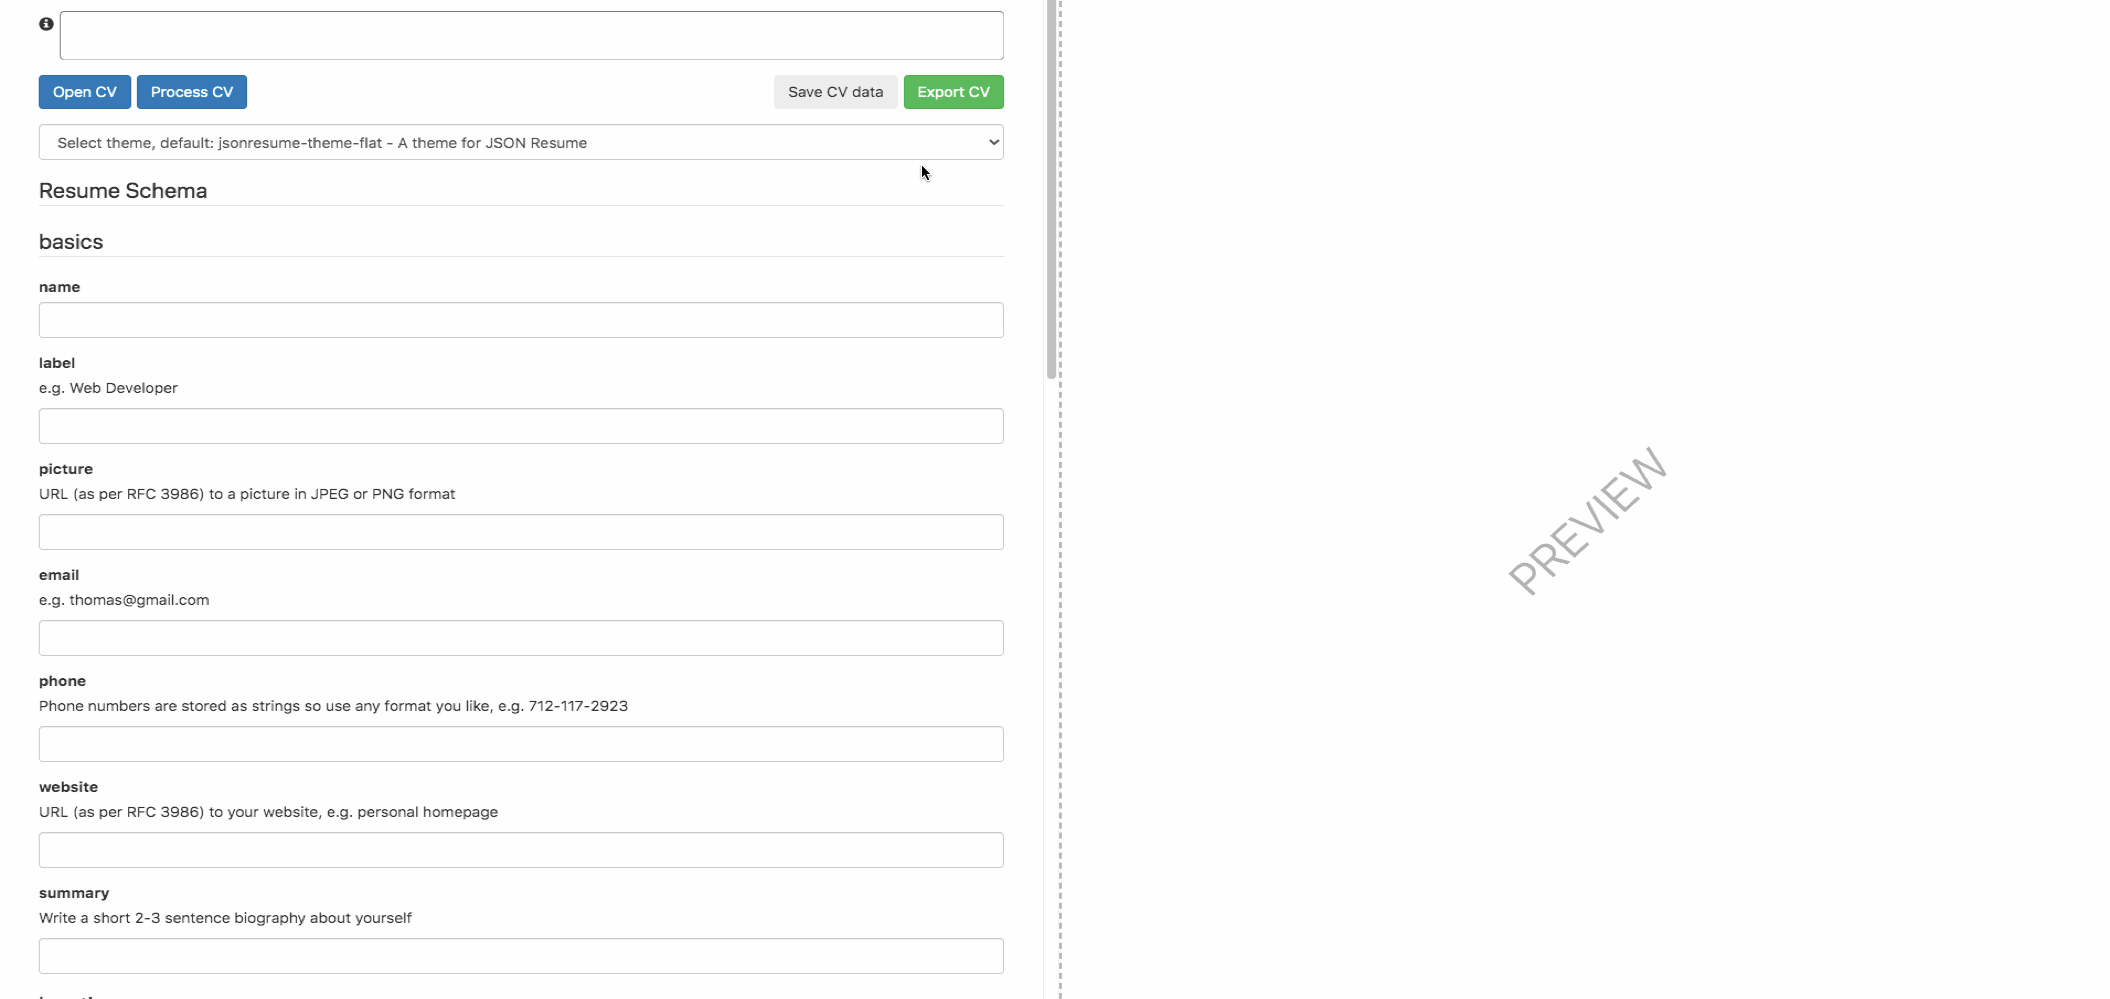 Open CV Process CV Save CV data Export CV
Select theme, default: jsonresume-theme-flat - A theme for JSON Resume
Resume Schema
basics
name
label
e.g. Web Developer
picture
URL (as per RFC 3986) to a picture in JPEG or PNG format
email
e.g. thomas@gmail.com
phone
Phone numbers are stored as strings so use any format you like, e.g. 712-117-2923
website
URL (as per RFC 3986) to your website, e.g. personal homepage
summary
Write a short 2-3 sentence biography about yourself
PREVIEW